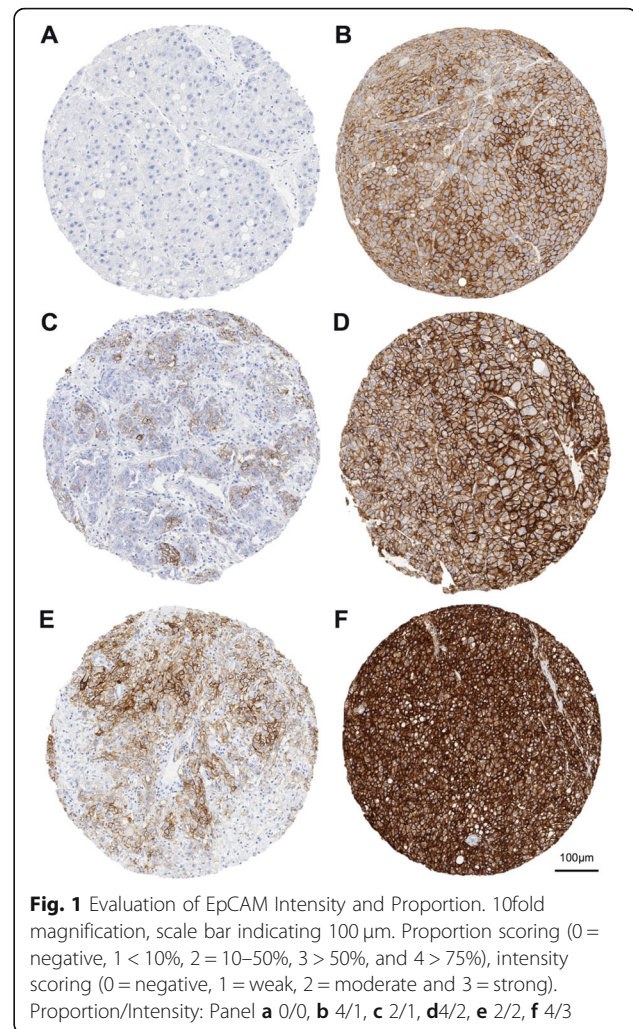 A
B
C
D
E
F
100µm
Fig. 1 Evaluation of EpCAM Intensity and Proportion. 10fold
magnification, scale bar indicating 100 μm. Proportion scoring (0 =
negative, 1 < 10%, 2 = 10–50%, 3 > 50%, and 4 > 75%), intensity
scoring (0 = negative, 1 = weak, 2 = moderate and 3 = strong).
Proportion/Intensity: Panel a 0/0, b 4/1, c 2/1, d4/2, e 2/2, f 4/3